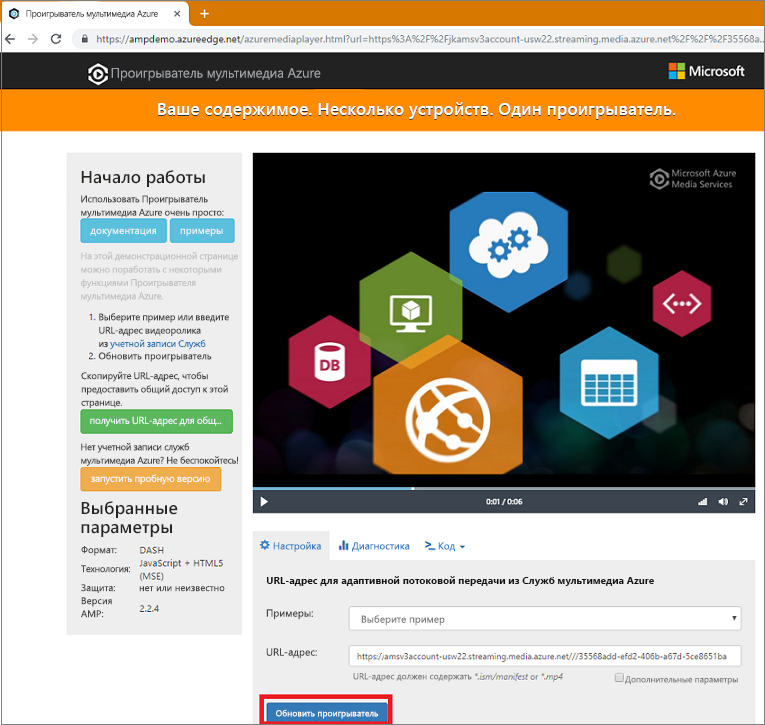 Проигрыватель мультимедиа Azure
https://ampdemo.azureedge.net/azuremediaplayer.html?url=https%3A%2F%2Fjkamsv3account-usw22.streaming.media.azure.net%2F%2F%2F35568a...
Проигрыватель мультимедиа Azure
Microsoft
Ваше содержимое. Несколько устройств. Один проигрыватель.
Начало работы
Использовать Проигрыватель
мультимедиа Azure очень просто:
документация примеры
На этой демонстрационной странице
можно поработать с некоторыми
функциями Проигрывателя
мультимедиа Azure.
1. Выберите пример или введите
URL-адрес видеоролика
из учетной записи Служб
2. Обновить проигрыватель
Скопируйте URL-адрес, чтобы
предоставить общий доступ к этой
странице.
получить URL-адрес для общ...
Нет учетной записи служб
мультимедиа Azure? Не беспокойтесь!
запустить пробную версию
Выбранные
параметры
Формат: DASH
Технология: JavaScript + HTML5
(MSE)
Защита: нет или неизвестно
Версия
AMP: 2.2.4
Microsoft Azure
Media Services
DB
0:01 / 0:06
Настройка Диагностика Код
URL-адрес для адаптивной потоковой передачи из Служб мультимедиа Azure
Примеры: Выберите пример
URL-адрес: https://amsv3account-usw22.streaming.media.azure.net///35568add-efd2-406b-a67d-5ce8651ba
URL-адрес должен содержать *.ism/manifest or *.mp4
Дополнительные параметры
Обновить проигрыватель